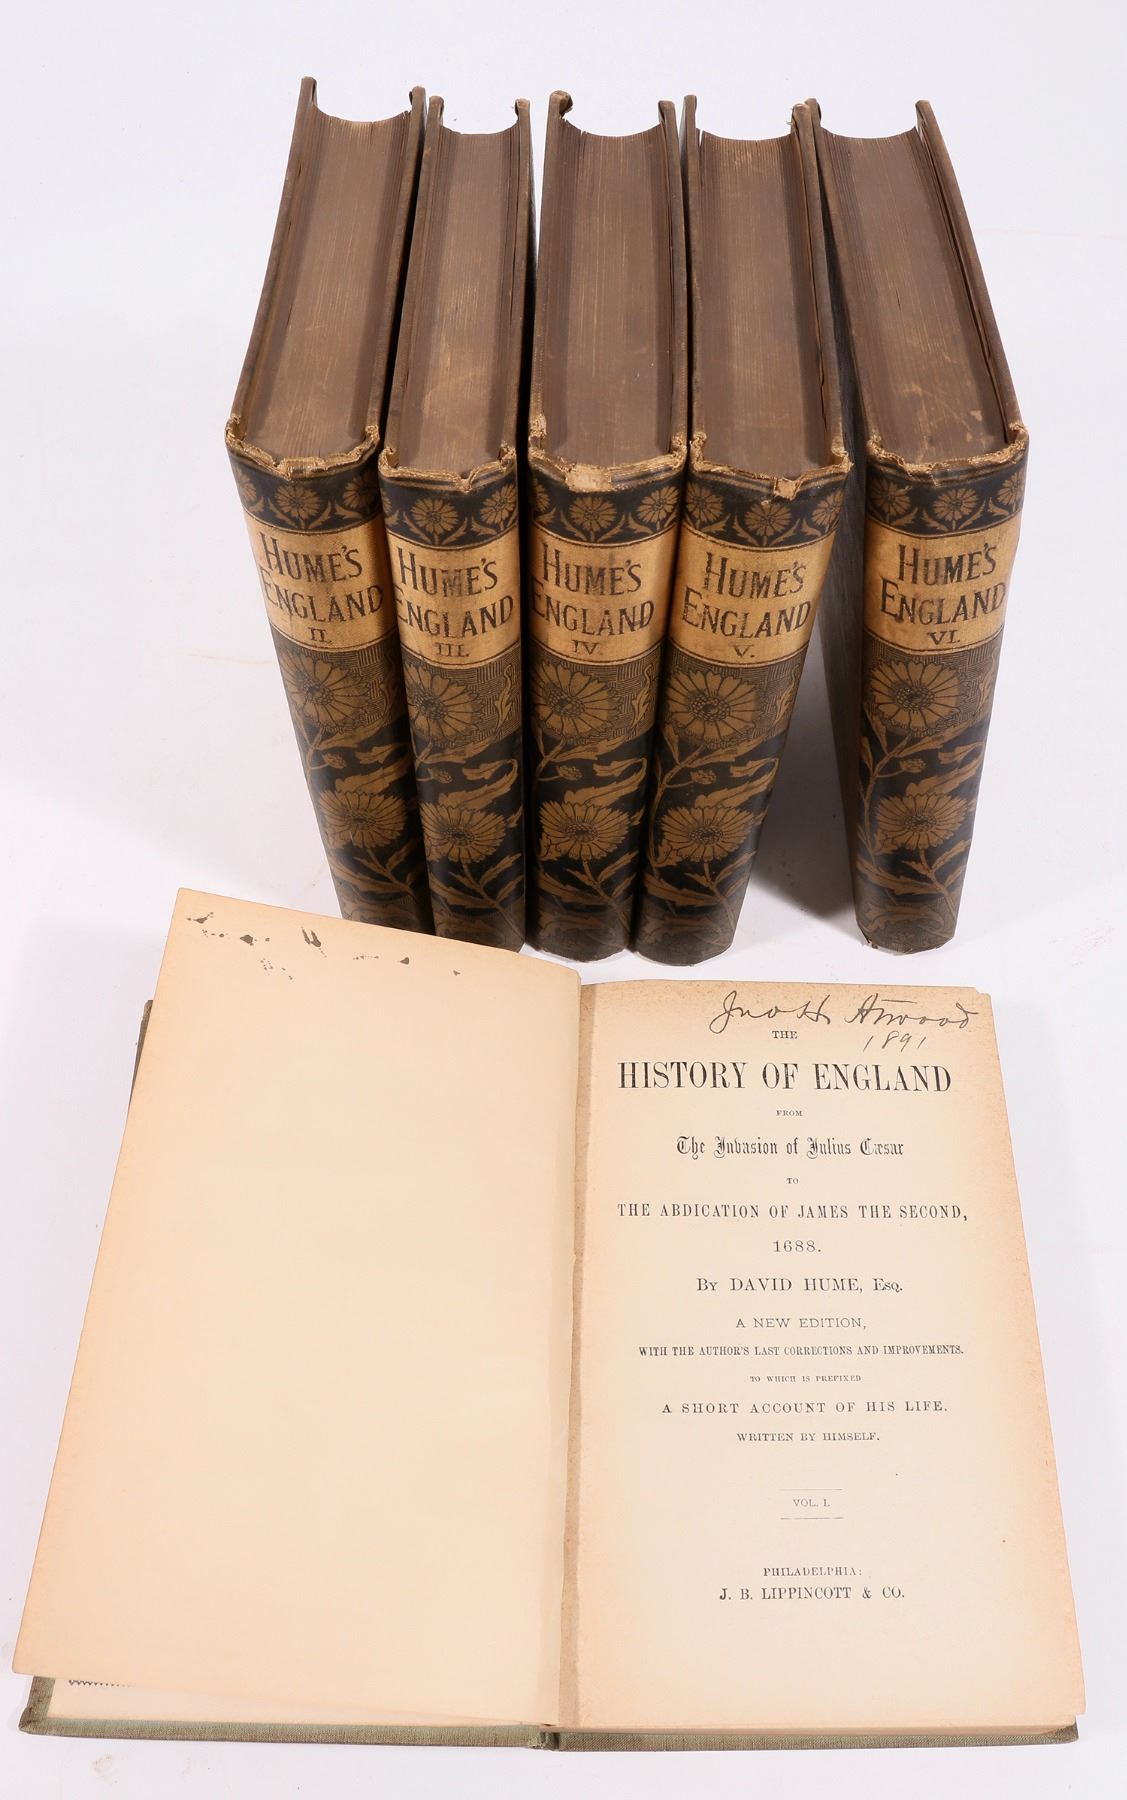 HUME'S
ENGLAND
II.
HUME'S
ENGLAND
III.
HUME'S
ENGLAND
IV.
HUME'S
ENGLAND
V.
HUME'S
ENGLAND
VI.
Jno H. Atwood
1891
THE
HISTORY OF ENGLAND
FROM
The Invasion of Julius Cæsar
TO
THE ABDICATION OF JAMES THE SECOND,
1688.
BY DAVID HUME, ESQ.
A NEW EDITION,
WITH THE AUTHOR'S LAST CORRECTIONS AND IMPROVEMENTS.
TO WHICH IS PREFIXED
A SHORT ACCOUNT OF HIS LIFE.
WRITTEN BY HIMSELF.
VOL. I.
PHILADELPHIA:
J. B. LIPPINCOTT & CO.